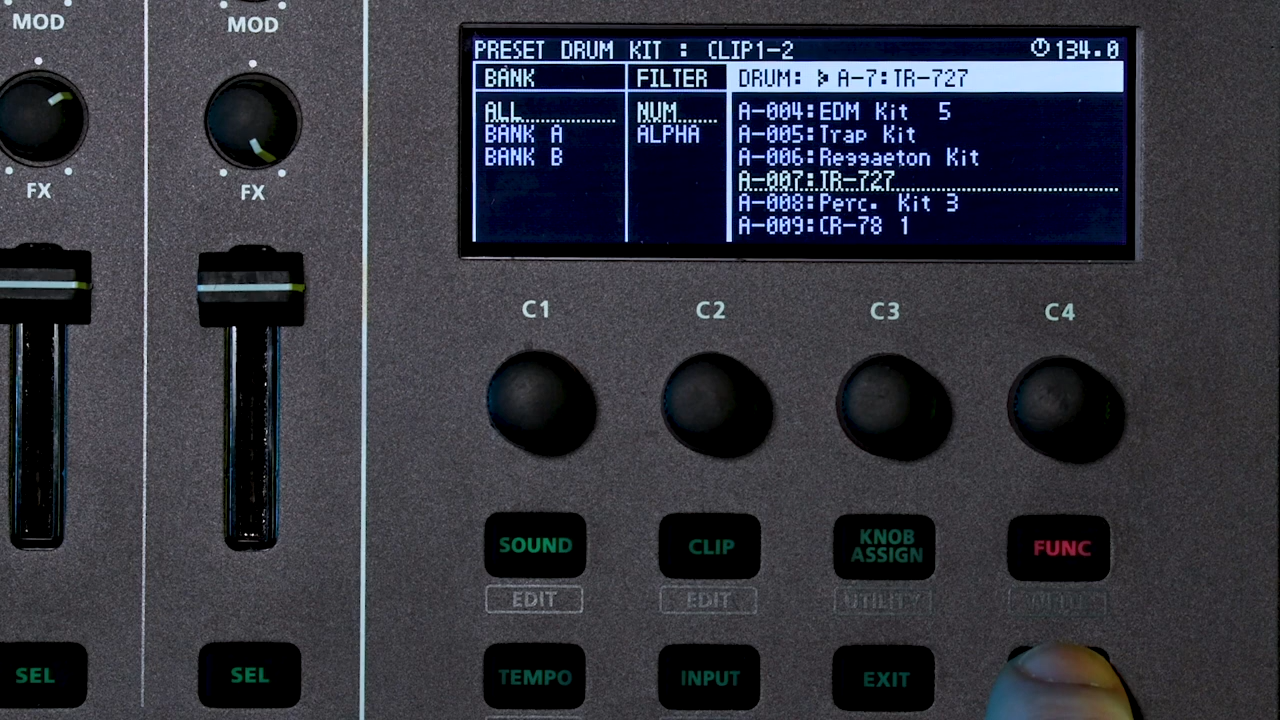 MOD
MOD
FX
FX
SEL
SEL
PRESET DRUM KIT : CLIP1-2 134.0
BANK
ALL
BANK A
BANK B
FILTER
NUM
ALPHA
DRUM: A-7:TR-727
A-004:EDM Kit 5
A-005:Trap Kit
A-006:Reggaeton Kit
A-007:TR-727
A-008:Perc. Kit 3
A-009:CR-78 1
C1 C2 C3 C4
SOUND CLIP KNOB ASSIGN FUNC
EDIT EDIT UTILITY WRITE
TEMPO INPUT EXIT